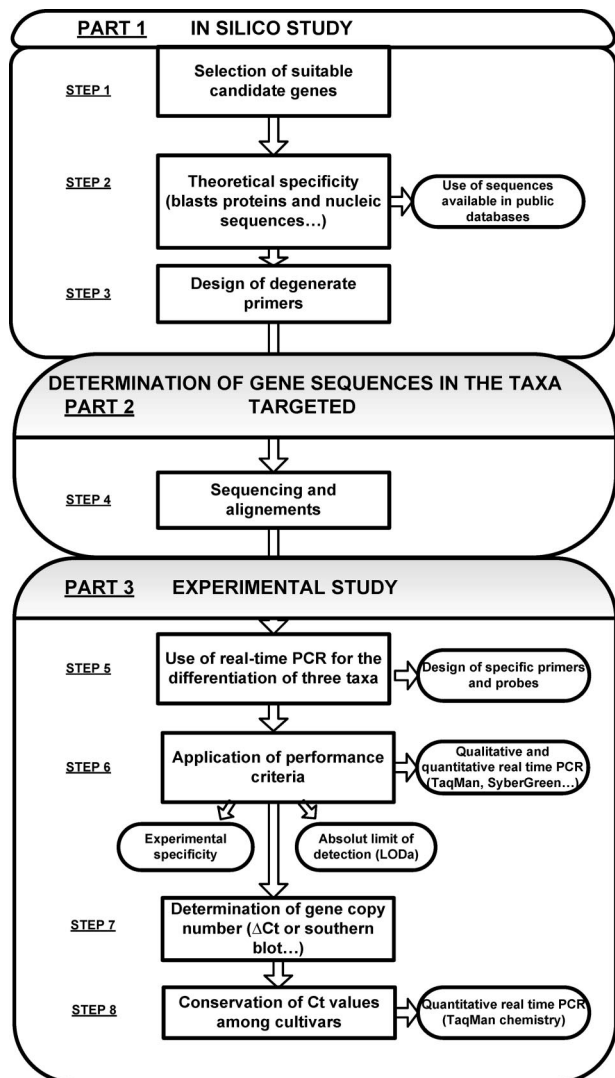 PART 1 IN SILICO STUDY
STEP 1
Selection of suitable
candidate genes
STEP 2
Theoretical specificity
(blasts proteins and nucleic
sequences…)
Use of sequences
available in public
databases
STEP 3
Design of degenerate
primers
DETERMINATION OF GENE SEQUENCES IN THE TAXA
PART 2 TARGETED
STEP 4
Sequencing and
alignements
PART 3 EXPERIMENTAL STUDY
STEP 5
Use of real-time PCR for the
differentiation of three taxa
Design of specific primers
and probes
STEP 6
Application of performance
criteria
Qualitative and
quantitative real time PCR
(TaqMan, SyberGreen…)
Experimental
specificity
Absolut limit of
detection (LODa)
STEP 7
Determination of gene copy
number (ΔCt or southern
blot…)
STEP 8
Conservation of Ct values
among cultivars
Quantitative real time PCR
(TaqMan chemistry)